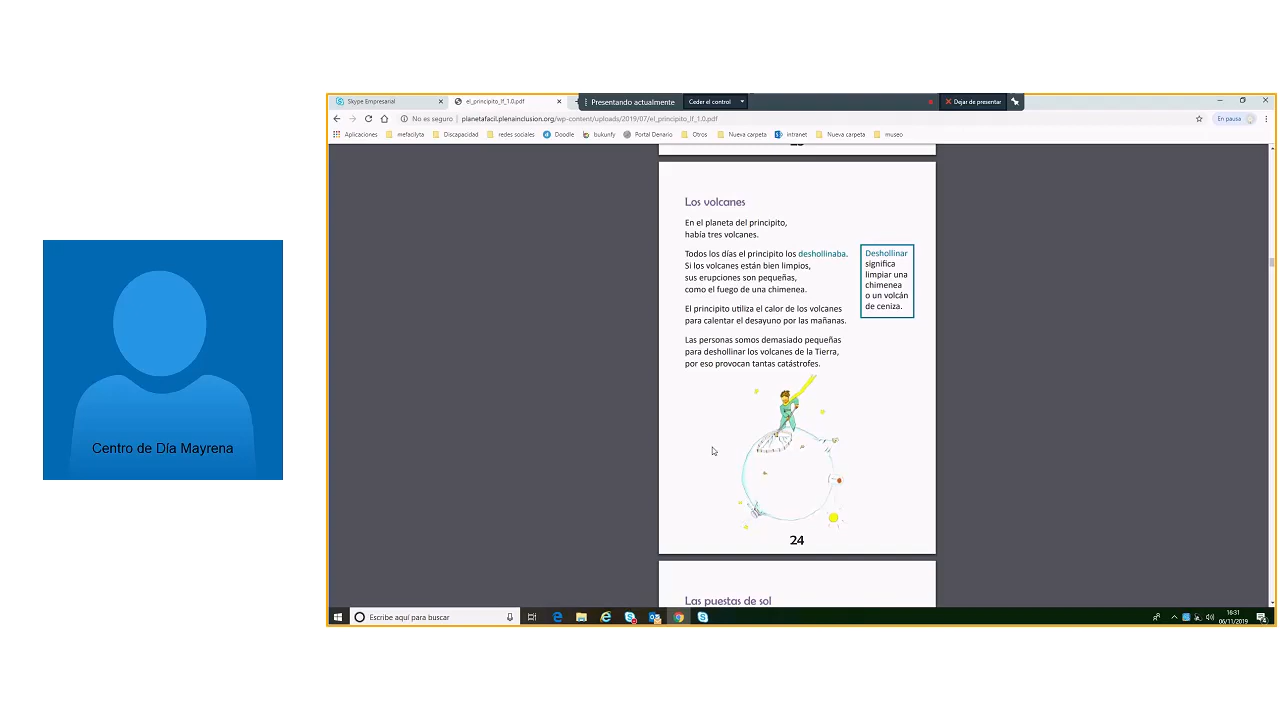 Skype Empresarial
el_principito_lf_1.0.pdf
Presentando actualmente
Ceder el control
Dejar de presentar
No es seguro
planetafacil.plenainclusion.org/wp-content/uploads/2019/07/el_principito_lf_1.0.pdf
En pausa
Aplicaciones
mefacilyta
Discapacidad
redes sociales
Doodle
bukunfy
Portal Denario
Otros
Nueva carpeta
intranet
Nueva carpeta
museo
Los volcanes
En el planeta del principito,
había tres volcanes.
Todos los días el principito los deshollinaba.
Si los volcanes están bien limpios,
sus erupciones son pequeñas,
como el fuego de una chimenea.
El principito utiliza el calor de los volcanes
para calentar el desayuno por las mañanas.
Las personas somos demasiado pequeñas
para deshollinar los volcanes de la Tierra,
por eso provocan tantas catástrofes.
Deshollinar
significa
limpiar una
chimenea
o un volcán
de ceniza.
24
Las puestas de sol
Centro de Día Mayrena
Escribe aquí para buscar
16:31
06/11/2019